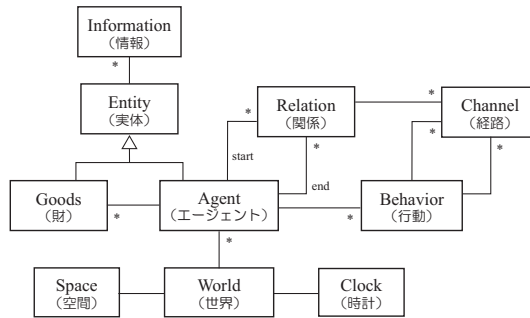 Information
（情報）
*
Entity
（実体）
*
Relation
（関係）
*
*
Channel
（経路）
*
*
start
end
Goods
（財）
*
Agent
（エージェント）
*
Behavior
（行動）
*
Space
（空間）
World
（世界）
Clock
（時計）